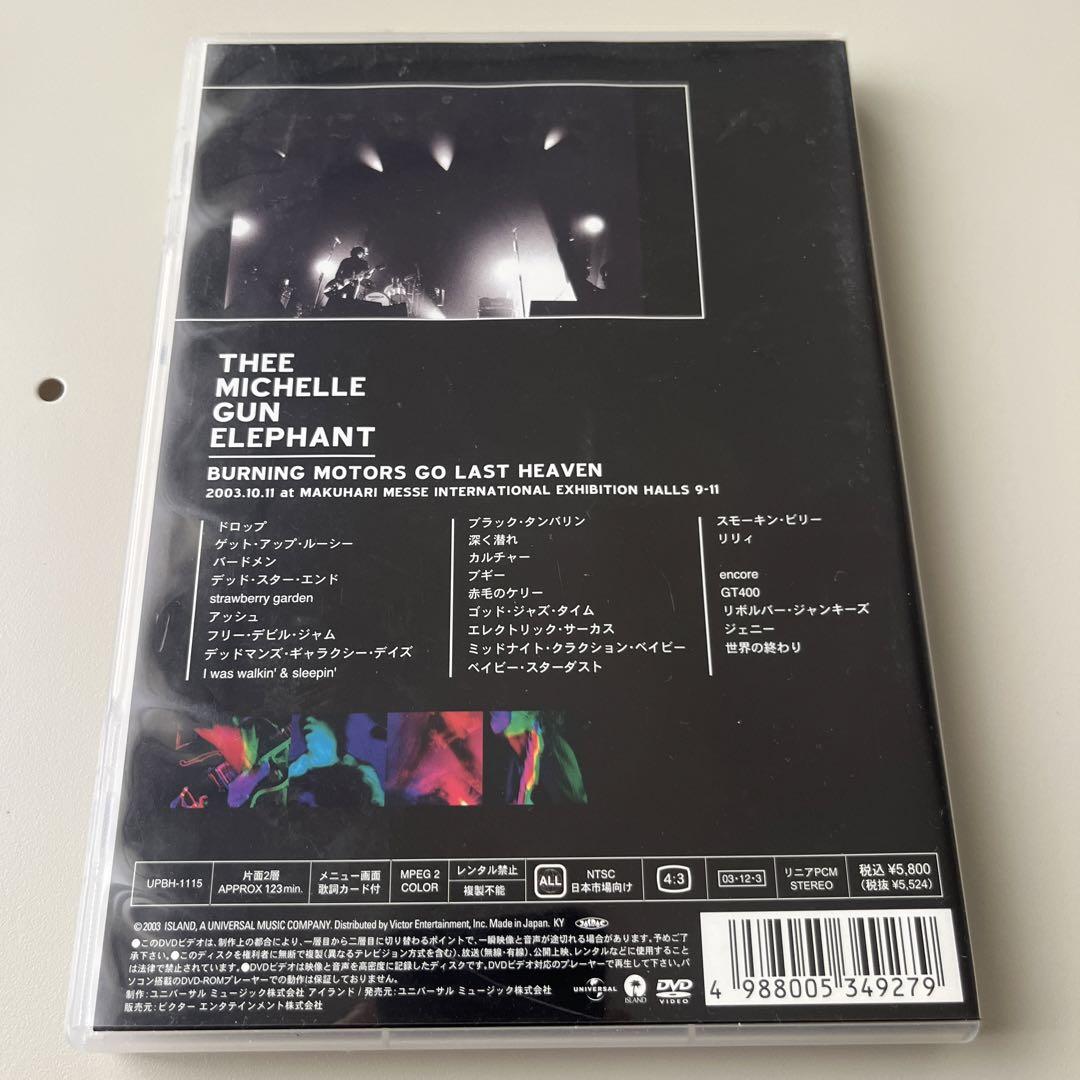 THEE
MICHELLE
GUN
ELEPHANT
BURNING MOTORS GO LAST HEAVEN
2003.10.11 at MAKUHARI MESSE INTERNATIONAL EXHIBITION HALLS 9-11
ドロップ
ゲット・アップ・ルーシー
バードメン
デッド・スター・エンド
strawberry garden
アッシュ
フリー・デビル・ジャム
デッドマンズ・ギャラクシー・デイズ
I was walkin' & sleepin'
ブラック・タンバリン
深く潜れ
カルチャー
ブギー
赤毛のケリー
ゴッド・ジャズ・タイム
エレクトリック・サーカス
ミッドナイト・クラクション・ベイビー
ベイビー・スターダスト
スモーキン・ビリー
リリィ
encore
GT400
リボルバー・ジャンキーズ
ジェニー
世界の終わり
UPBH-1115
片面2層
APPROX 123min.
メニュー画面
歌詞カード付
MPEG 2
COLOR
レンタル禁止
複製不能
ALL
NTSC
日本市場向け
4:3
03・12・3
リニアPCM
STEREO
税込 ¥5,800
(税抜 ¥5,524)
©2003 ISLAND, A UNIVERSAL MUSIC COMPANY. Distributed by Victor Entertainment, Inc. Made in Japan. KY
●このDVDビデオは、制作上の都合により、一層目から二層目に切り替わるポイントで、一瞬映像と音声が途切れる場合があります。予めご了
承下さい。●このディスクを権利者に無断で複製(異なるテレビジョン方式を含む)、放送(無線・有線)、公開上映、レンタルなどに使用すること
は法律で禁止されています。●DVDビデオは映像と音声を高密度に記録したディスクです。DVDビデオ対応のプレーヤーで再生して下さい。パ
ソコン搭載のDVD-ROMプレーヤーでの動作は保証しておりません。
制作:ユニバーサル ミュージック株式会社 アイランド/発売元:ユニバーサル ミュージック株式会社
販売元:ビクター エンタテインメント株式会社
UNIVERSAL
ISLAND
DVD
VIDEO
4 988005 349279